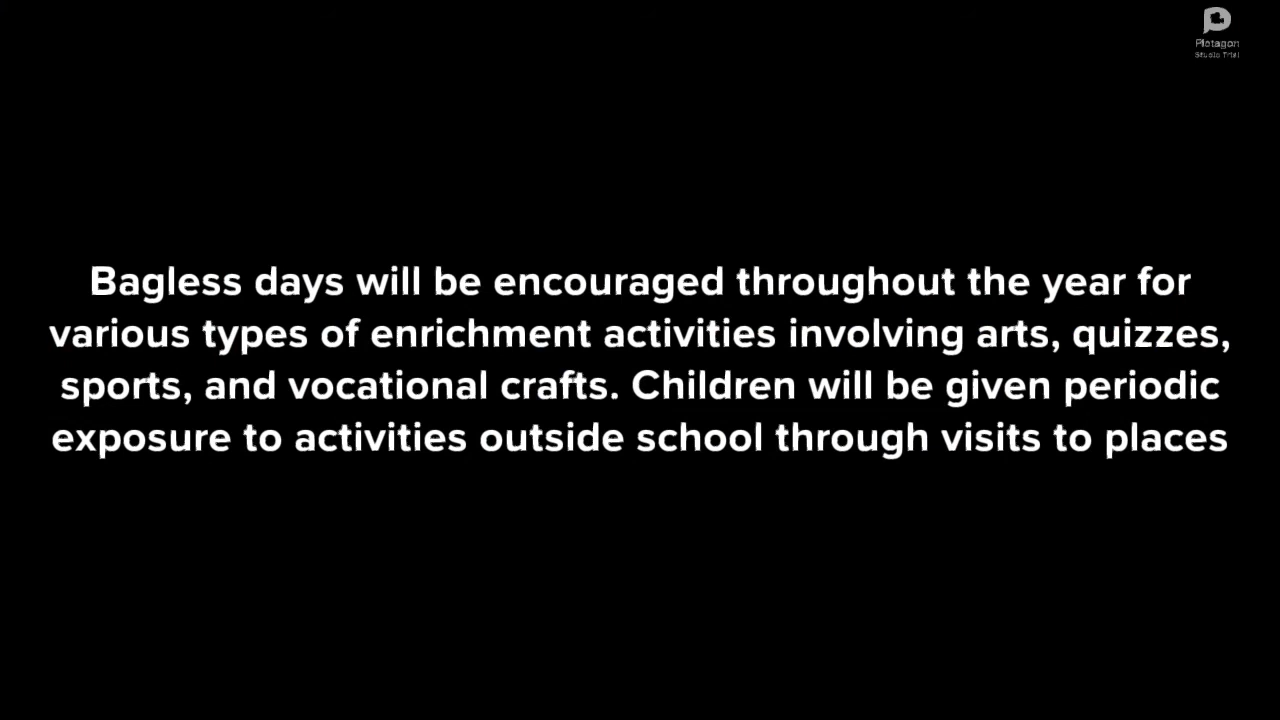 Plotagon
Studio Trial
Bagless days will be encouraged throughout the year for
various types of enrichment activities involving arts, quizzes,
sports, and vocational crafts. Children will be given periodic
exposure to activities outside school through visits to places